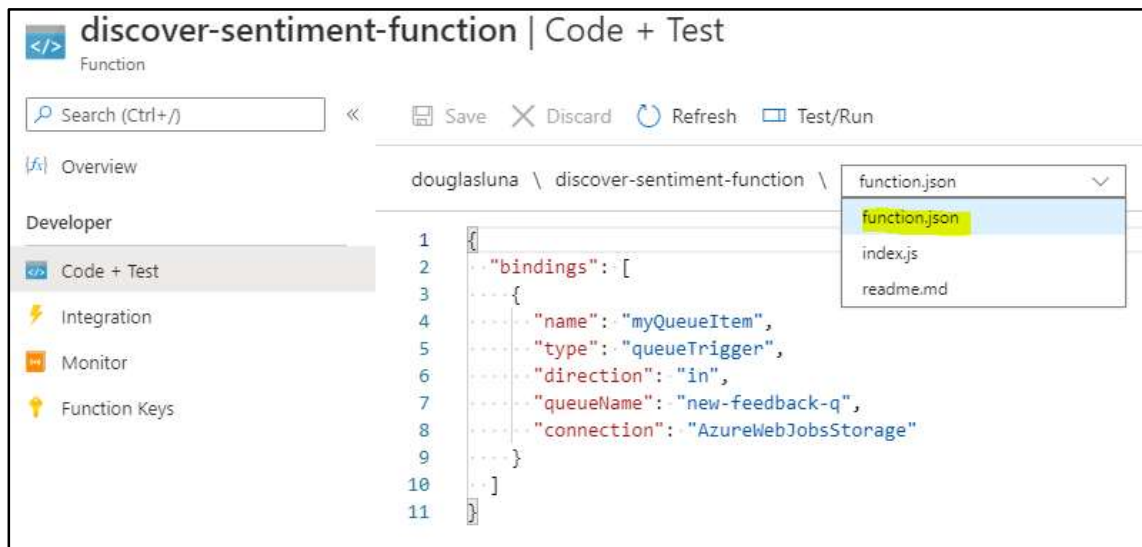 discover-sentiment-function | Code + Test
Function
Search (Ctrl+/)
«
Save Discard Refresh Test/Run
Overview
douglasluna \ discover-sentiment-function \ function.json
function.json
index.js
readme.md
Developer
Code + Test
Integration
Monitor
Function Keys
1 {
2 "bindings": [
3 {
4 "name": "myQueueItem",
5 "type": "queueTrigger",
6 "direction": "in",
7 "queueName": "new-feedback-q",
8 "connection": "AzureWebJobsStorage"
9 }
10 ]
11 }